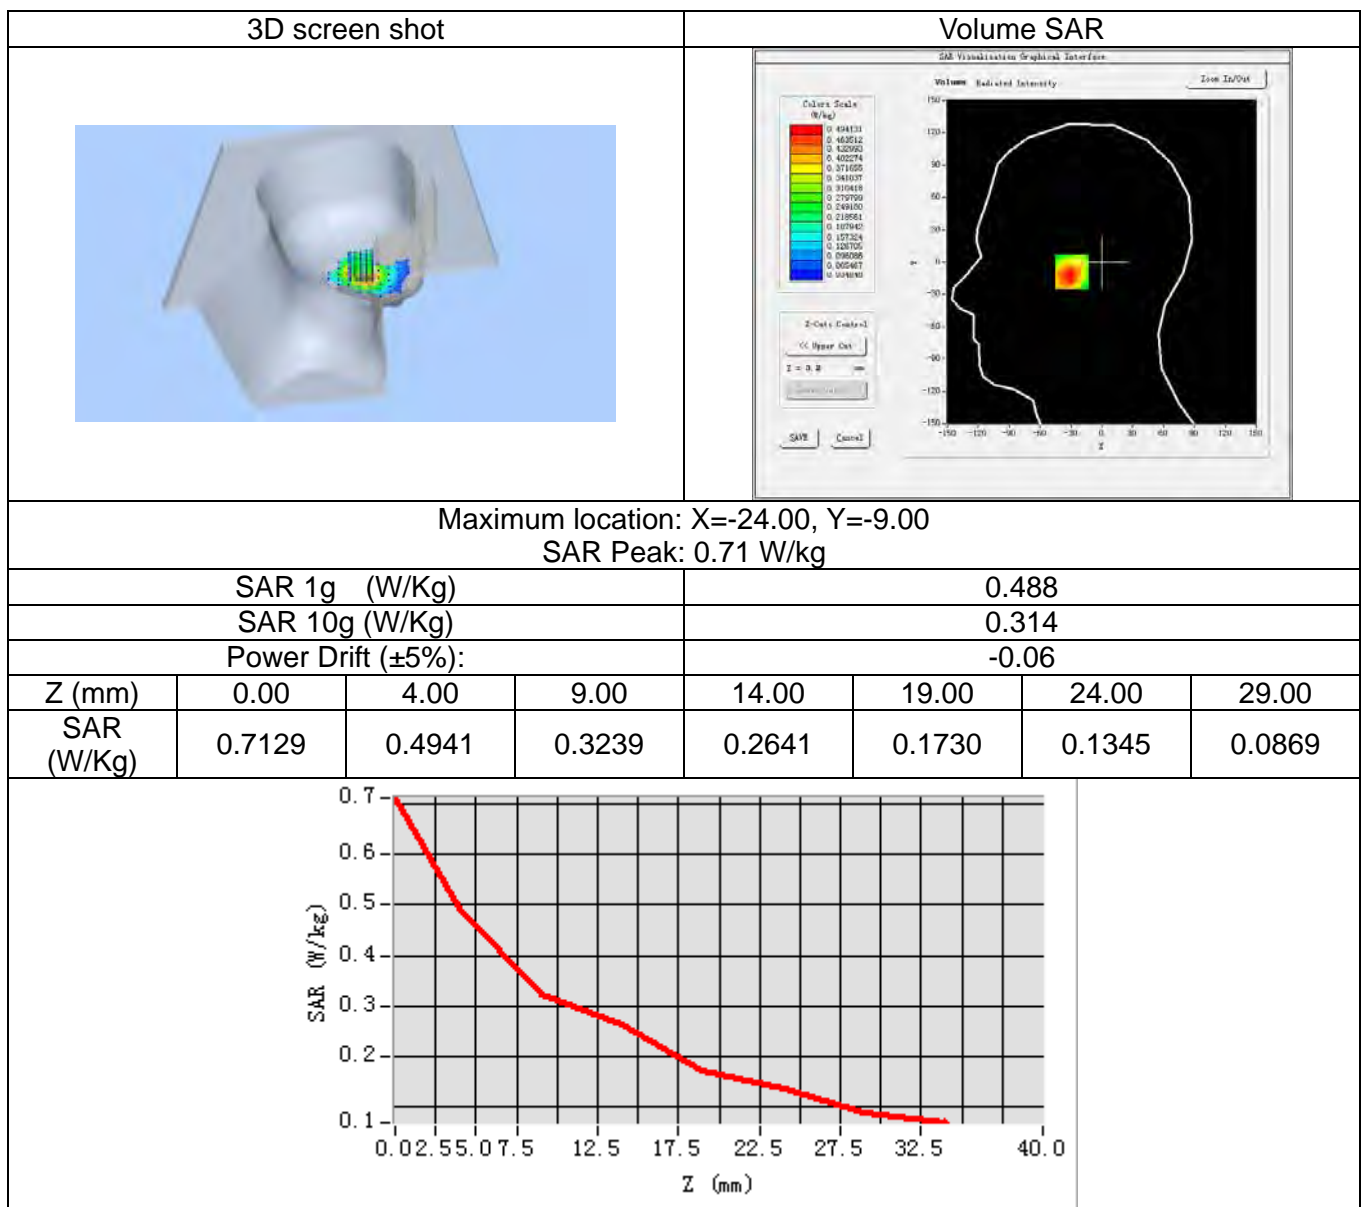 3D screen shot
Volume SAR
SAR Visualisation Graphical Interface
Volume Radiated Intensity
Zoom In/Out
Colors Scale
(W/kg)
0.494131
0.463512
0.432893
0.402274
0.371655
0.341037
0.310418
0.279799
0.249180
0.218561
0.187942
0.157324
0.126705
0.096086
0.065467
0.034848
Z-Cuts Control
<< Upper Cut
SAVE
Cancel
150
120
90
60
30
0
-30
-60
-90
-120
-150
-150 -120 -90 -60 -30 0 30 60 90 120 150
Maximum location: X=-24.00, Y=-9.00
SAR Peak: 0.71 W/kg
SAR 1g (W/Kg) 0.488
SAR 10g (W/Kg) 0.314
Power Drift (±5%): -0.06
Z (mm) 0.00 4.00 9.00 14.00 19.00 24.00 29.00
SAR (W/Kg) 0.7129 0.4941 0.3239 0.2641 0.1730 0.1345 0.0869
0.7
0.6
0.5
0.4
0.3
0.2
0.1
SAR (W/kg)
0.0 2.5 5.0 7.5 12.5 17.5 22.5 27.5 32.5 40.0
Z (mm)